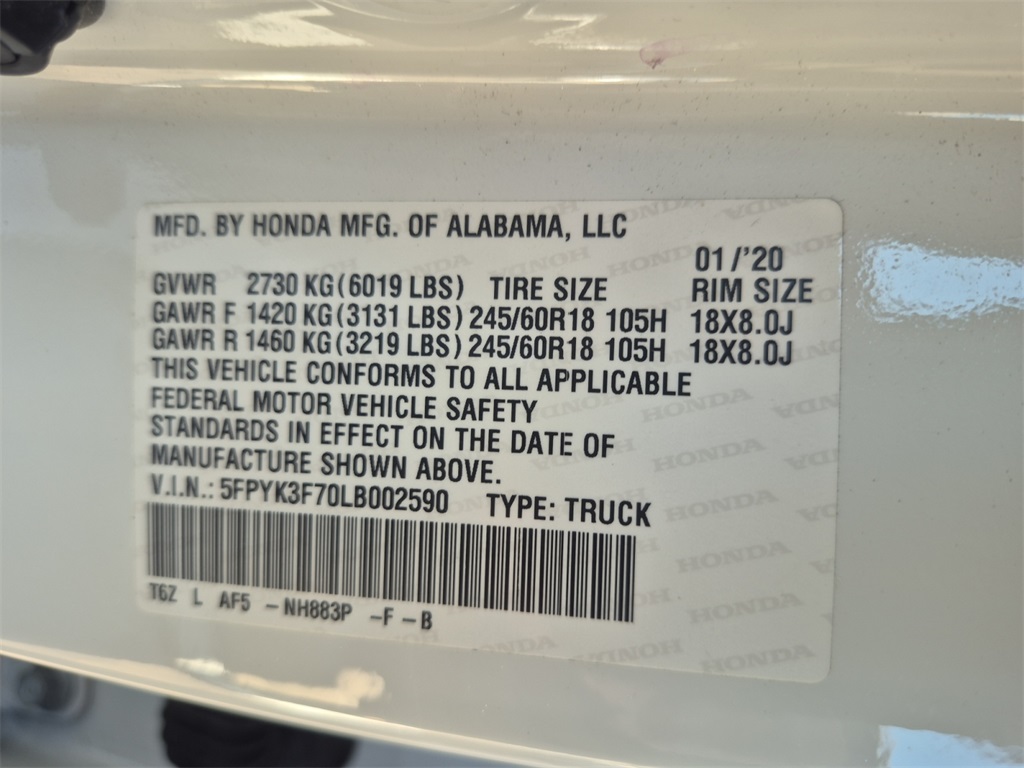 MFD. BY HONDA MFG. OF ALABAMA, LLC
01/'20
GVWR 2730 KG(6019 LBS) TIRE SIZE RIM SIZE
GAWR F 1420 KG(3131 LBS) 245/60R18 105H 18X8.0J
GAWR R 1460 KG(3219 LBS) 245/60R18 105H 18X8.0J
THIS VEHICLE CONFORMS TO ALL APPLICABLE
FEDERAL MOTOR VEHICLE SAFETY
STANDARDS IN EFFECT ON THE DATE OF
MANUFACTURE SHOWN ABOVE.
V.I.N.: 5FPYK3F70LB002590 TYPE: TRUCK
T6Z L AF5 -NH883P -F -B